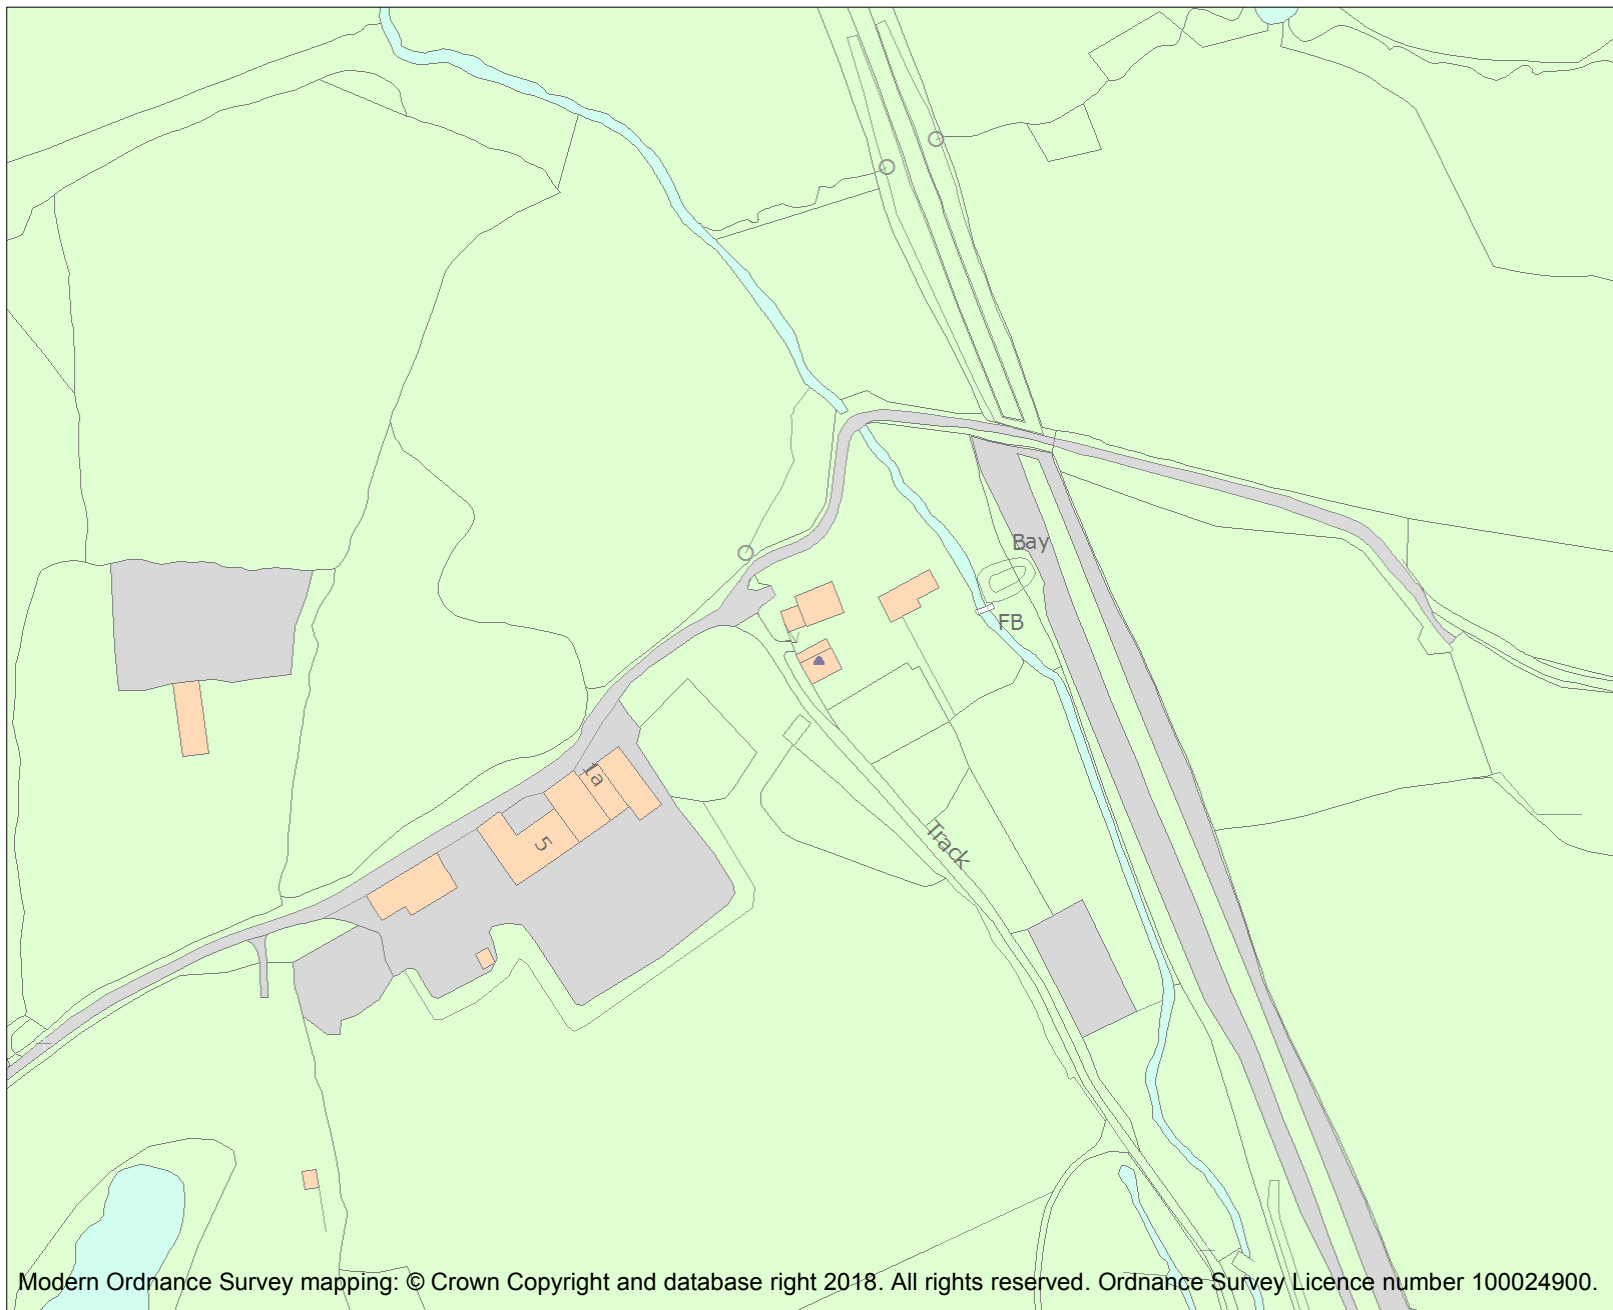 Bay
FB
1a
5
Track
Modern Ordnance Survey mapping: © Crown Copyright and database right 2018. All rights reserved. Ordnance Survey Licence number 100024900.